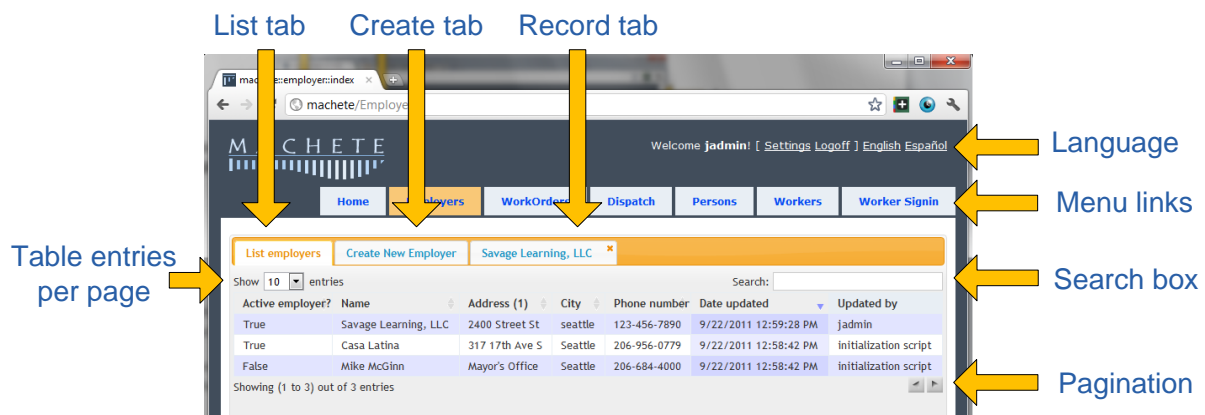 List tab Create tab Record tab
machete::employer::index
machete/Employe
MACHETE
Welcome jadmin! [ Settings Logoff ] English Español
Language
Home Employers WorkOrders Dispatch Persons Workers Worker Signin
Menu links
List employers Create New Employer Savage Learning, LLC
Table entries
per page
Show 10 entries
Search:
Search box
Active employer? Name Address (1) City Phone number Date updated Updated by
True Savage Learning, LLC 2400 Street St seattle 123-456-7890 9/22/2011 12:59:28 PM jadmin
True Casa Latina 317 17th Ave S Seattle 206-956-0779 9/22/2011 12:58:42 PM initialization script
False Mike McGinn Mayor's Office Seattle 206-684-4000 9/22/2011 12:58:42 PM initialization script
Showing (1 to 3) out of 3 entries
Pagination